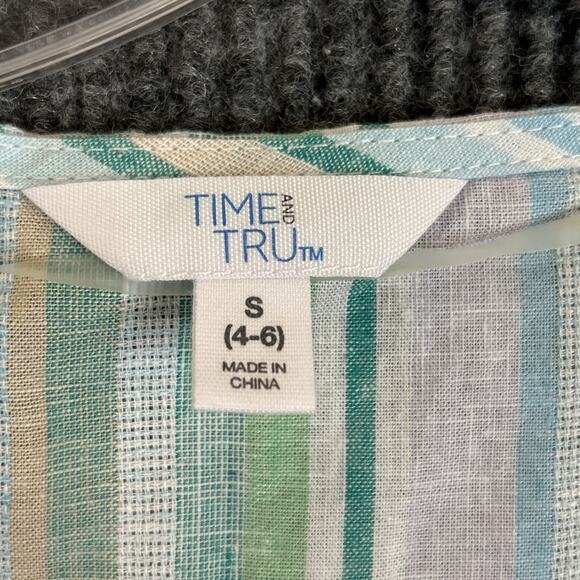 TIME AND
TRU™
S
(4-6)
MADE IN
CHINA